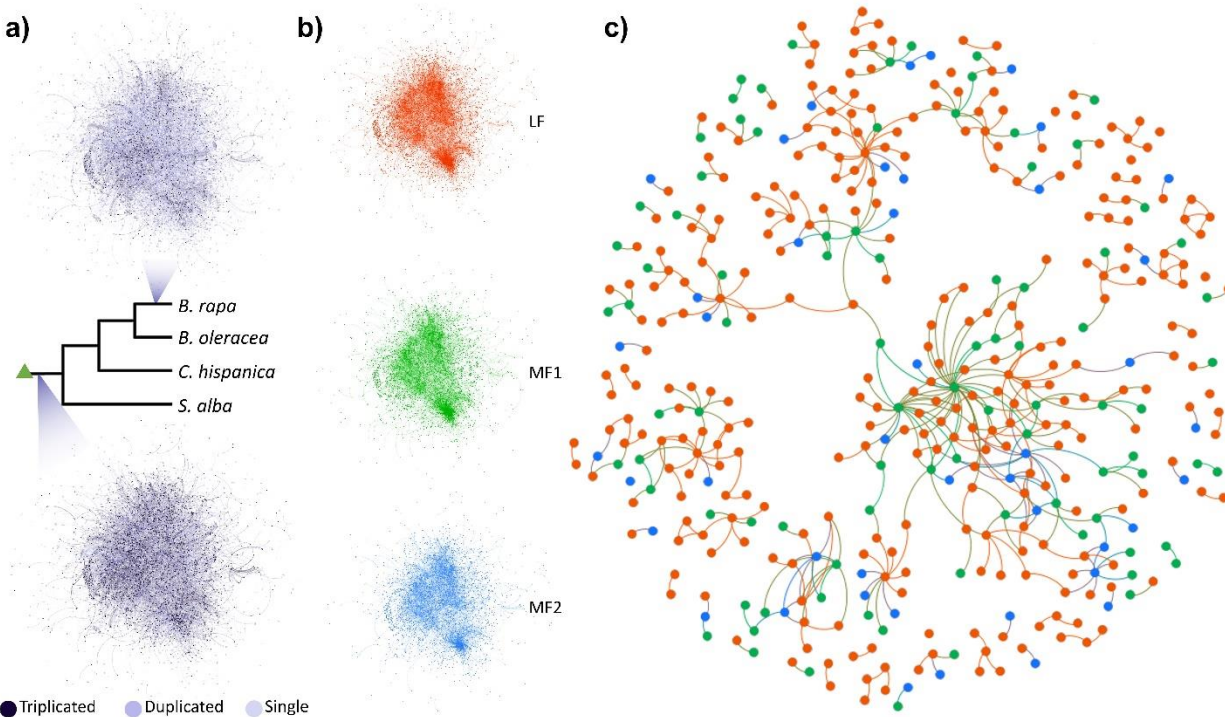 a)
b)
c)
LF
B. rapa
B. oleracea
C. hispanica
S. alba
MF1
MF2
Triplicated Duplicated Single